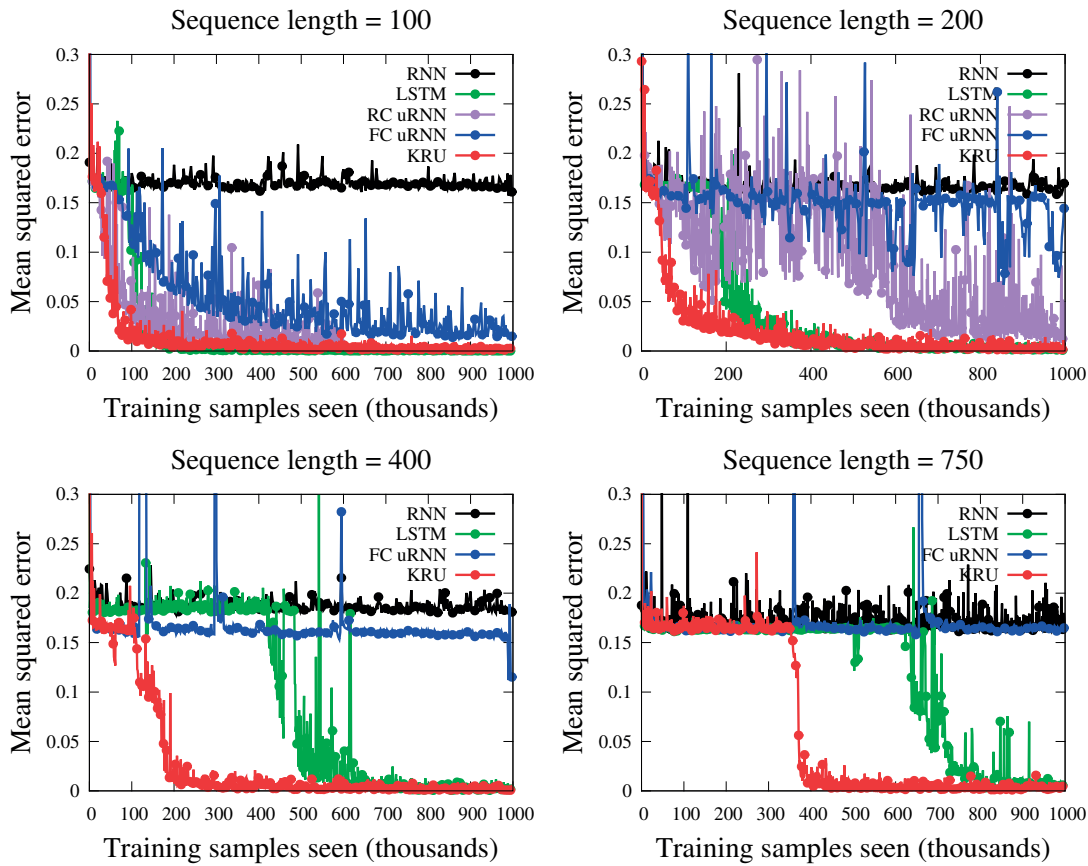 Sequence length = 100
Mean squared error
0.3
0.25
0.2
0.15
0.1
0.05
0
RNN
LSTM
RC uRNN
FC uRNN
KRU
0 100 200 300 400 500 600 700 800 900 1000
Training samples seen (thousands)
Sequence length = 200
Mean squared error
0.3
0.25
0.2
0.15
0.1
0.05
0
RNN
LSTM
RC uRNN
FC uRNN
KRU
200 400 600 800 1000
Training samples seen (thousands)
Sequence length = 400
Mean squared error
0.3
0.25
0.2
0.15
0.1
0.05
0
RNN
LSTM
FC uRNN
KRU
0 100 200 300 400 500 600 700 800 900 1000
Training samples seen (thousands)
Sequence length = 750
Mean squared error
0.3
0.25
0.2
0.15
0.1
0.05
0
RNN
LSTM
FC uRNN
KRU
0 100 200 300 400 500 600 700 800 900 1000
Training samples seen (thousands)